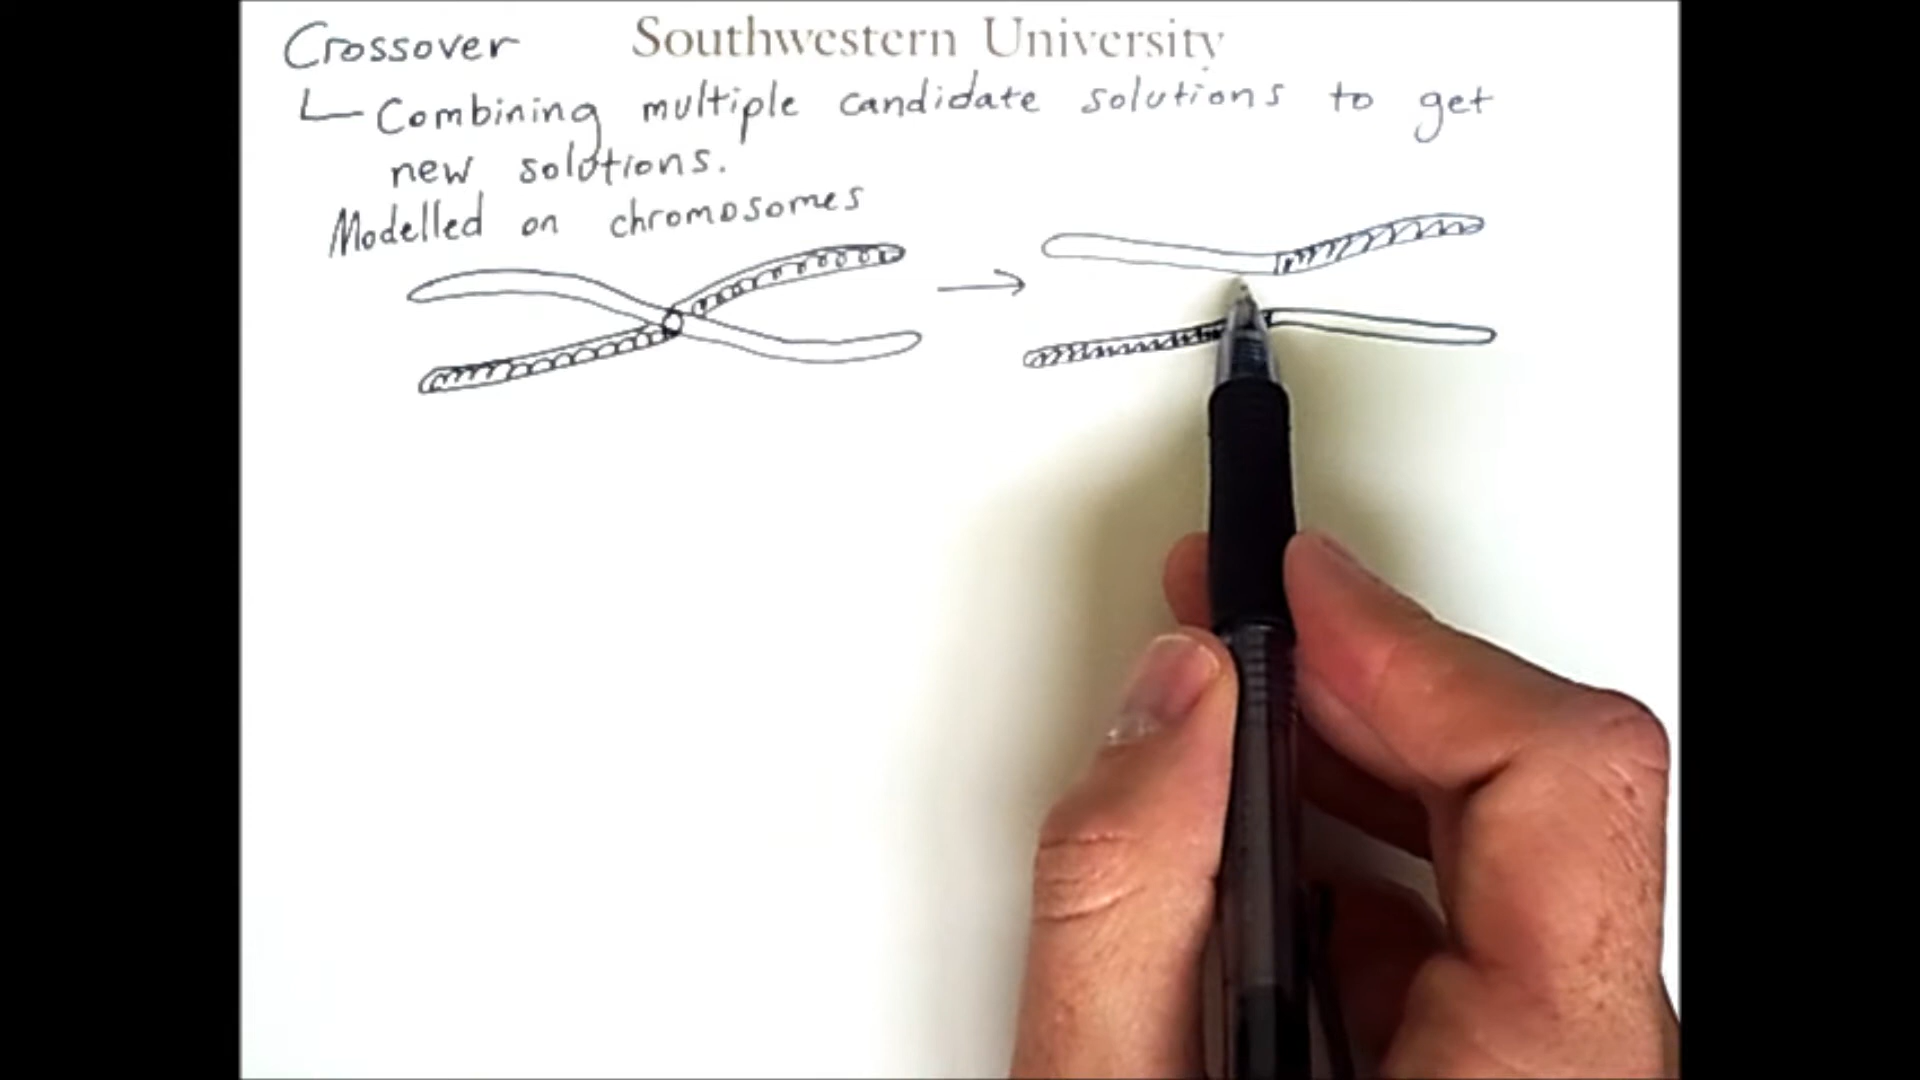 Crossover
Southwestern University
Combining multiple candidate solutions to get
new solutions.
Modelled on chromosomes